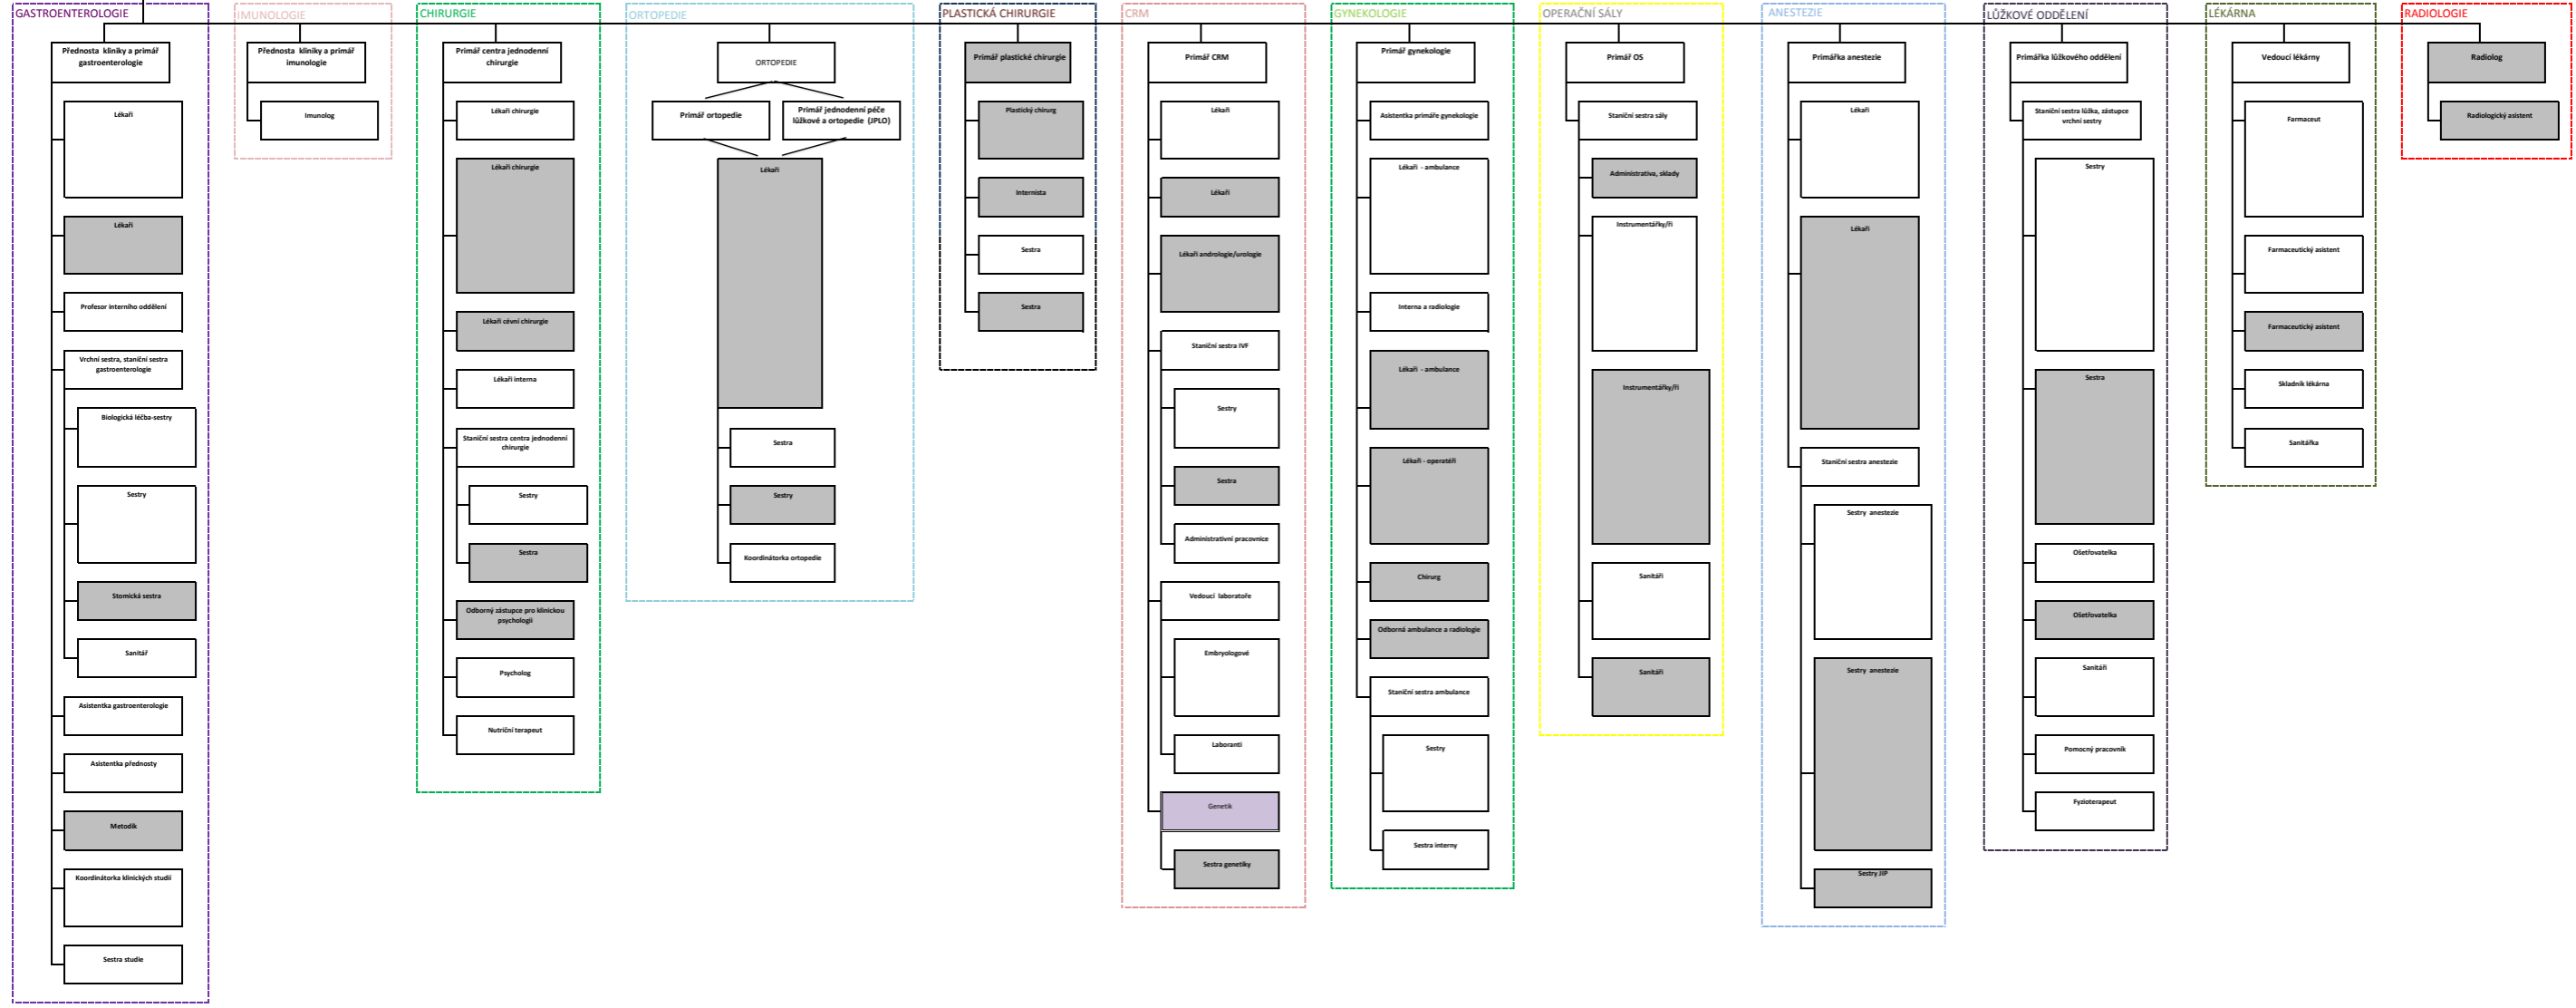 GASTROENTEROLOGIE
Přednosta kliniky a primář
gastroenterologie
Lékaři
Lékaři
Profesor interního oddělení
Vrchní sestra, staniční sestra
gastroenterologie
Biologická léčba-sestry
Sestry
Stomická sestra
Sanitář
Asistentka gastroenterologie
Asistentka přednosty
Metodik
Koordinátorka klinických studií
Sestra studie
IMUNOLOGIE
Přednosta kliniky a primář
imunologie
Imunolog
CHIRURGIE
Primář centra jednodenní
chirurgie
Lékaři chirurgie
Lékaři chirurgie
Lékaři cévní chirurgie
Lékaři interna
Staniční sestra centra jednodenní
chirurgie
Sestry
Sestra
Odborný zástupce pro klinickou
psychologii
Psycholog
Nutriční terapeut
ORTOPEDIE
ORTOPEDIE
Primář ortopedie
Primář jednodenní péče
lůžkové a ortopedie (JPLO)
Lékaři
Sestra
Sestry
Koordinátorka ortopedie
PLASTICKÁ CHIRURGIE
Primář plastické chirurgie
Plastický chirurg
Internista
Sestra
Sestra
CRM
Primář CRM
Lékaři
Lékaři
Lékaři andrologie/urologie
Staniční sestra IVF
Sestry
Sestra
Administrativní pracovnice
Vedoucí laboratoře
Embryologové
Laboranti
Genetik
Sestra genetiky
GYNEKOLOGIE
Primář gynekologie
Asistentka primáře gynekologie
Lékaři - ambulance
Interna a radiologie
Lékaři - ambulance
Lékaři - operatéři
Chirurg
Odborná ambulance a radiologie
Staniční sestra ambulance
Sestry
Sestra interny
OPERAČNÍ SÁLY
Primář OS
Staniční sestra sály
Administrativa, sklady
Instrumentářky/ři
Instrumentářky/ři
Sanitáři
Sanitáři
ANESTEZIE
Primářka anestezie
Lékaři
Lékaři
Staniční sestra anestezie
Sestry anestezie
Sestry anestezie
Sestry JIP
LŮŽKOVÉ ODDĚLENÍ
Primářka lůžkového oddělení
Staniční sestra lůžka, zástupce
vrchní sestry
Sestry
Sestra
Ošetřovatelka
Ošetřovatelka
Sanitáři
Pomocný pracovník
Fyzioterapeut
LÉKÁRNA
Vedoucí lékárny
Farmaceut
Farmaceutický asistent
Farmaceutický asistent
Skladník lékárna
Sanitářka
RADIOLOGIE
Radiolog
Radiologický asistent